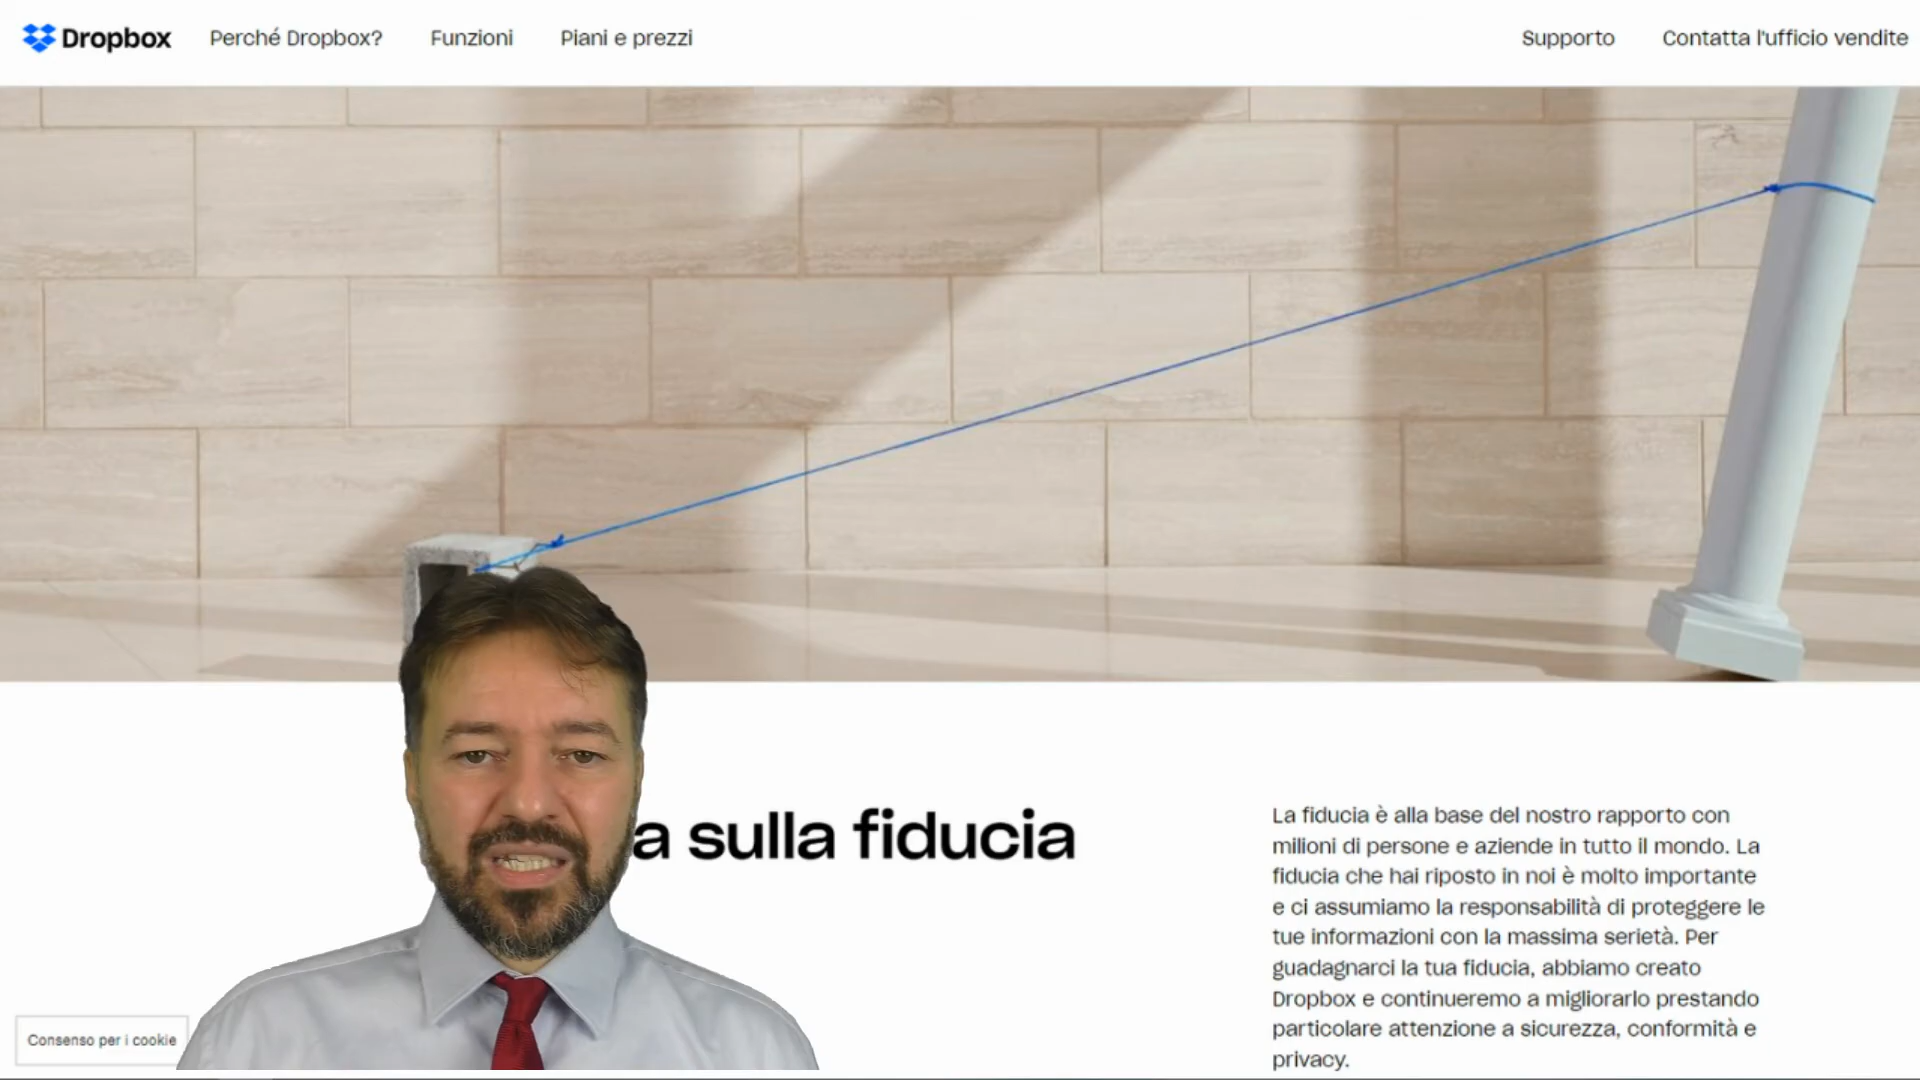 Dropbox
Perché Dropbox?
Funzioni
Piani e prezzi
Supporto
Contatta l'ufficio vendite
a sulla fiducia
La fiducia è alla base del nostro rapporto con
milioni di persone e aziende in tutto il mondo. La
fiducia che hai riposto in noi è molto importante
e ci assumiamo la responsabilità di proteggere le
tue informazioni con la massima serietà. Per
guadagnarci la tua fiducia, abbiamo creato
Dropbox e continueremo a migliorarlo prestando
particolare attenzione a sicurezza, conformità e
privacy.
Consenso per i cookie